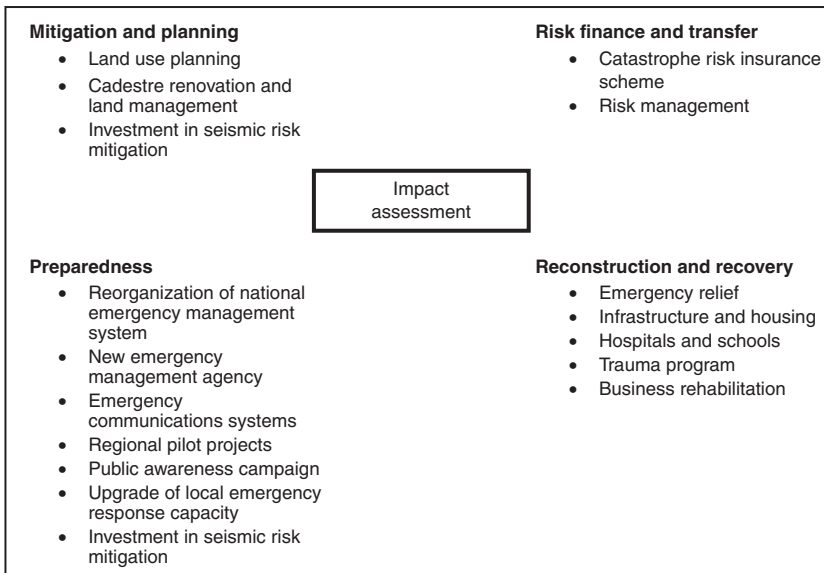 Mitigation and planning
• Land use planning
• Cadestre renovation and
land management
• Investment in seismic risk
mitigation
Risk finance and transfer
• Catastrophe risk insurance
scheme
• Risk management
Impact
assessment
Preparedness
• Reorganization of national
emergency management
system
• New emergency
management agency
• Emergency
communications systems
• Regional pilot projects
• Public awareness campaign
• Upgrade of local emergency
response capacity
• Investment in seismic risk
mitigation
Reconstruction and recovery
• Emergency relief
• Infrastructure and housing
• Hospitals and schools
• Trauma program
• Business rehabilitation